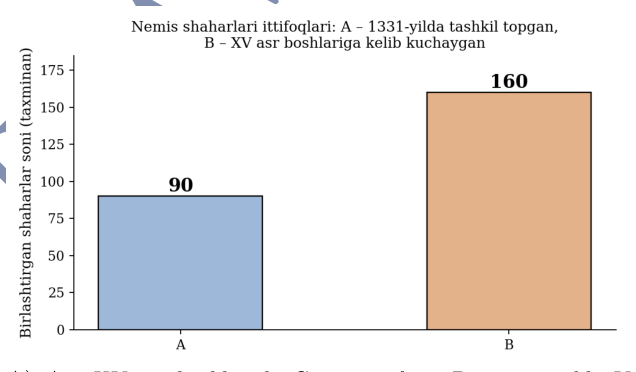 Nemis shaharlari ittifoqlari: A – 1331-yilda tashkil topgan,
B – XV asr boshlariga kelib kuchaygan
Birlashtirgan shaharlar soni (taxminan)
175
150
125
100
75
50
25
0
90
160
A
B